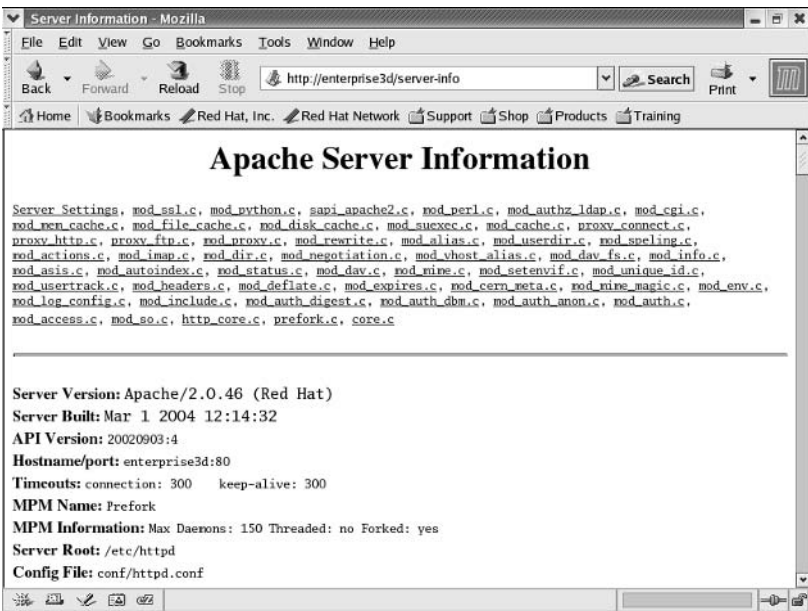 Server Information - Mozilla
File Edit View Go Bookmarks Tools Window Help
Back Forward Reload Stop http://enterprise3d/server-info Search Print
Home Bookmarks Red Hat, Inc. Red Hat Network Support Shop Products Training
Apache Server Information
Server Settings, mod_ssl.c, mod_python.c, sapi_apache2.c, mod_perl.c, mod_authz_ldap.c, mod_cgi.c,
mod_mem_cache.c, mod_file_cache.c, mod_disk_cache.c, mod_suexec.c, mod_cache.c, proxy_connect.c,
proxy_http.c, proxy_ftp.c, mod_proxy.c, mod_rewrite.c, mod_alias.c, mod_userdir.c, mod_speling.c,
mod_actions.c, mod_imap.c, mod_dir.c, mod_negotiation.c, mod_vhost_alias.c, mod_dav_fs.c, mod_info.c,
mod_asis.c, mod_autoindex.c, mod_status.c, mod_dav.c, mod_mime.c, mod_setenvif.c, mod_unique_id.c,
mod_usertrack.c, mod_headers.c, mod_deflate.c, mod_expires.c, mod_cern_meta.c, mod_mime_magic.c, mod_env.c,
mod_log_config.c, mod_include.c, mod_auth_digest.c, mod_auth_dbm.c, mod_auth_anon.c, mod_auth.c,
mod_access.c, mod_so.c, http_core.c, prefork.c, core.c
Server Version: Apache/2.0.46 (Red Hat)
Server Built: Mar 1 2004 12:14:32
API Version: 20020903:4
Hostname/port: enterprise3d:80
Timeouts: connection: 300 keep-alive: 300
MPM Name: Prefork
MPM Information: Max Daemons: 150 Threaded: no Forked: yes
Server Root: /etc/httpd
Config File: conf/httpd.conf